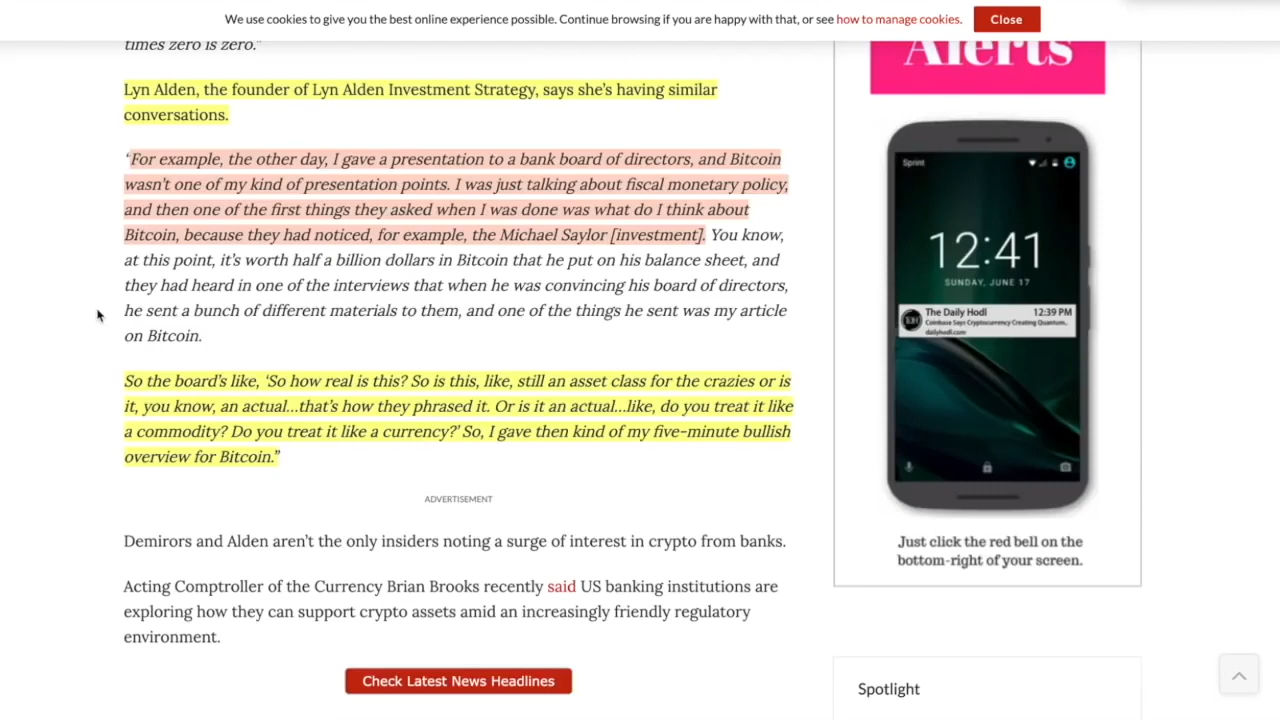 We use cookies to give you the best online experience possible. Continue browsing if you are happy with that, or see how to manage cookies. Close
times zero is zero.”
Lyn Alden, the founder of Lyn Alden Investment Strategy, says she’s having similar
conversations.
‘For example, the other day, I gave a presentation to a bank board of directors, and Bitcoin
wasn’t one of my kind of presentation points. I was just talking about fiscal monetary policy,
and then one of the first things they asked when I was done was what do I think about
Bitcoin, because they had noticed, for example, the Michael Saylor [investment]. You know,
at this point, it’s worth half a billion dollars in Bitcoin that he put on his balance sheet, and
they had heard in one of the interviews that when he was convincing his board of directors,
he sent a bunch of different materials to them, and one of the things he sent was my article
on Bitcoin.
So the board’s like, ‘So how real is this? So is this, like, still an asset class for the crazies or is
it, you know, an actual…that’s how they phrased it. Or is it an actual…like, do you treat it like
a commodity? Do you treat it like a currency?’ So, I gave then kind of my five-minute bullish
overview for Bitcoin.”
ADVERTISEMENT
Demirors and Alden aren’t the only insiders noting a surge of interest in crypto from banks.
Acting Comptroller of the Currency Brian Brooks recently said US banking institutions are
exploring how they can support crypto assets amid an increasingly friendly regulatory
environment.
Check Latest News Headlines
Alerts
Sprint
12:41
SUNDAY, JUNE 17
The Daily Hodl 12:39 PM
Coinbase Says Cryptocurrency Creating Quantum..
dailyhodl.com
Just click the red bell on the
bottom-right of your screen.
Spotlight